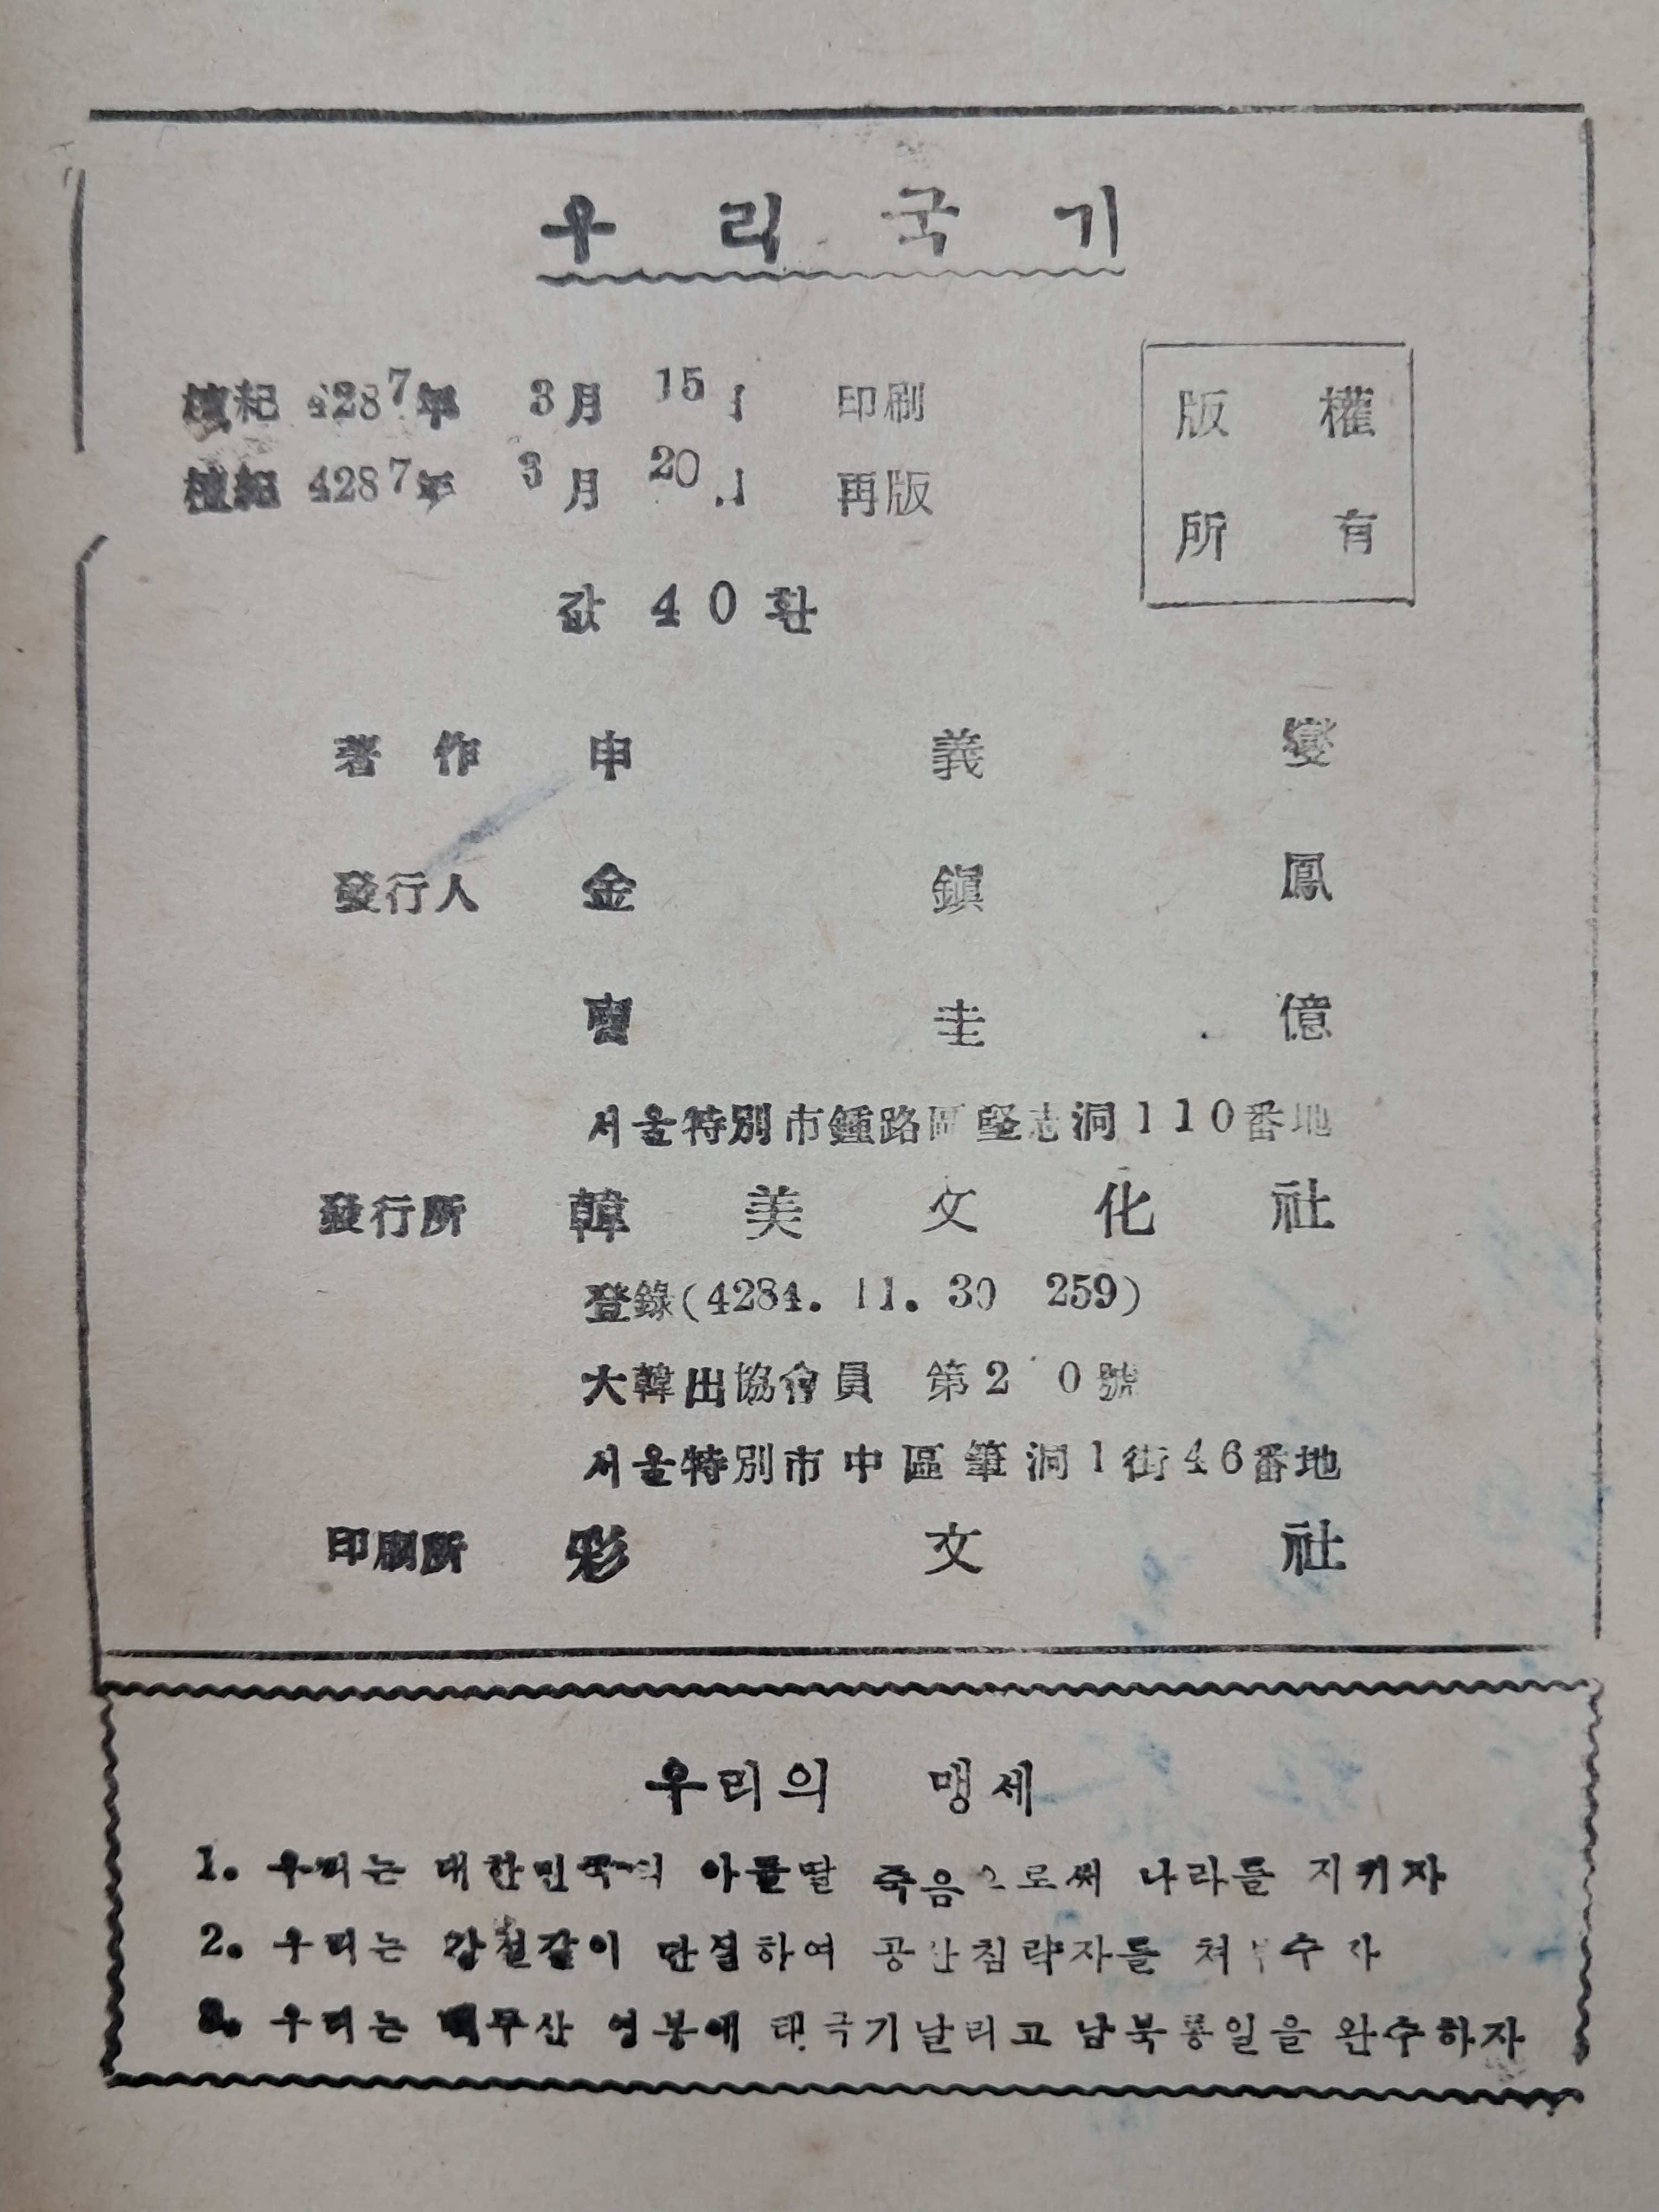 우리국기
檀紀 4287年 3月 15日 印刷
檀紀 4287年 3月 20日 再版
版權
所有
값 40환
著作 申義燮
發行人 金鎭鳳
曺圭億
서울特別市鍾路區堅志洞110番地
發行所 韓美文化社
登錄(4284. 11. 30 259)
大韓出協會員 第2 0號
서울特別市中區筆洞1街46番地
印刷所 彩文社
우리의 맹세
1. 우리는 대한민국의 아들딸 죽음으로써 나라들 지키자
2. 우리는 강철같이 단결하여 공산침략자들 쳐부수자
3. 우리는 백두산 영봉에 태극기날리고 남북통일을 완수하자